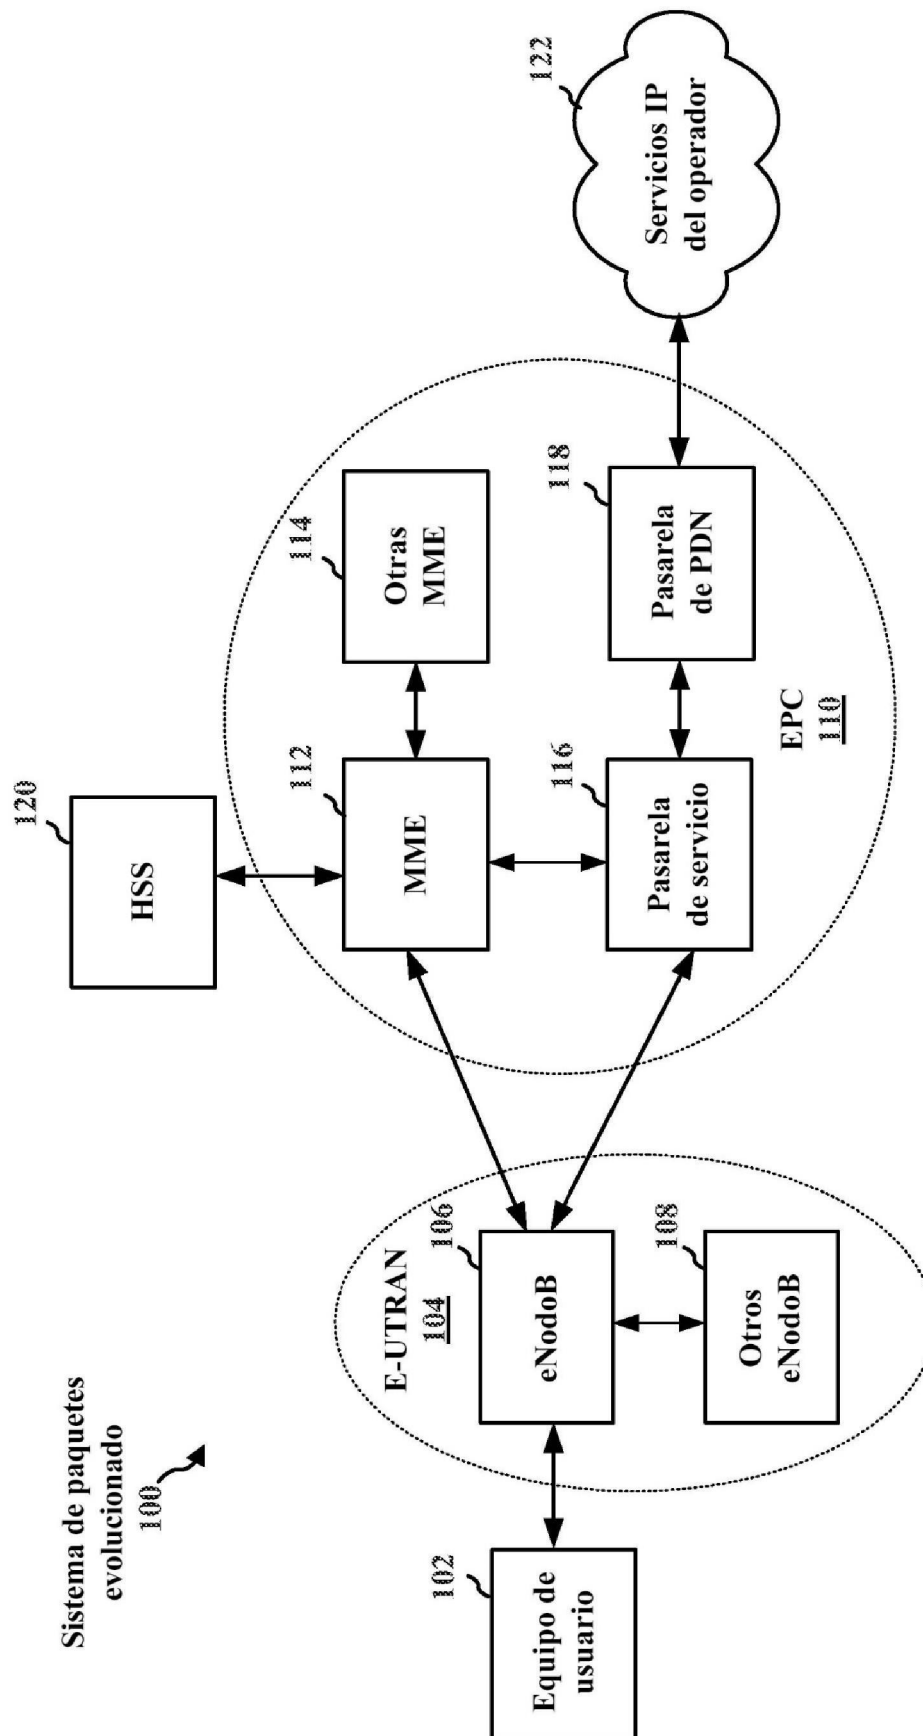 Sistema de paquetes
evolucionado
100
120
HSS
112
MME
114
Otras
MME
E-UTRAN
104
106
eNodoB
102
Equipo de
usuario
108
Otros
eNodoB
116
Pasarela
de servicio
118
Pasarela
de PDN
EPC
110
122
Servicios IP
del operador